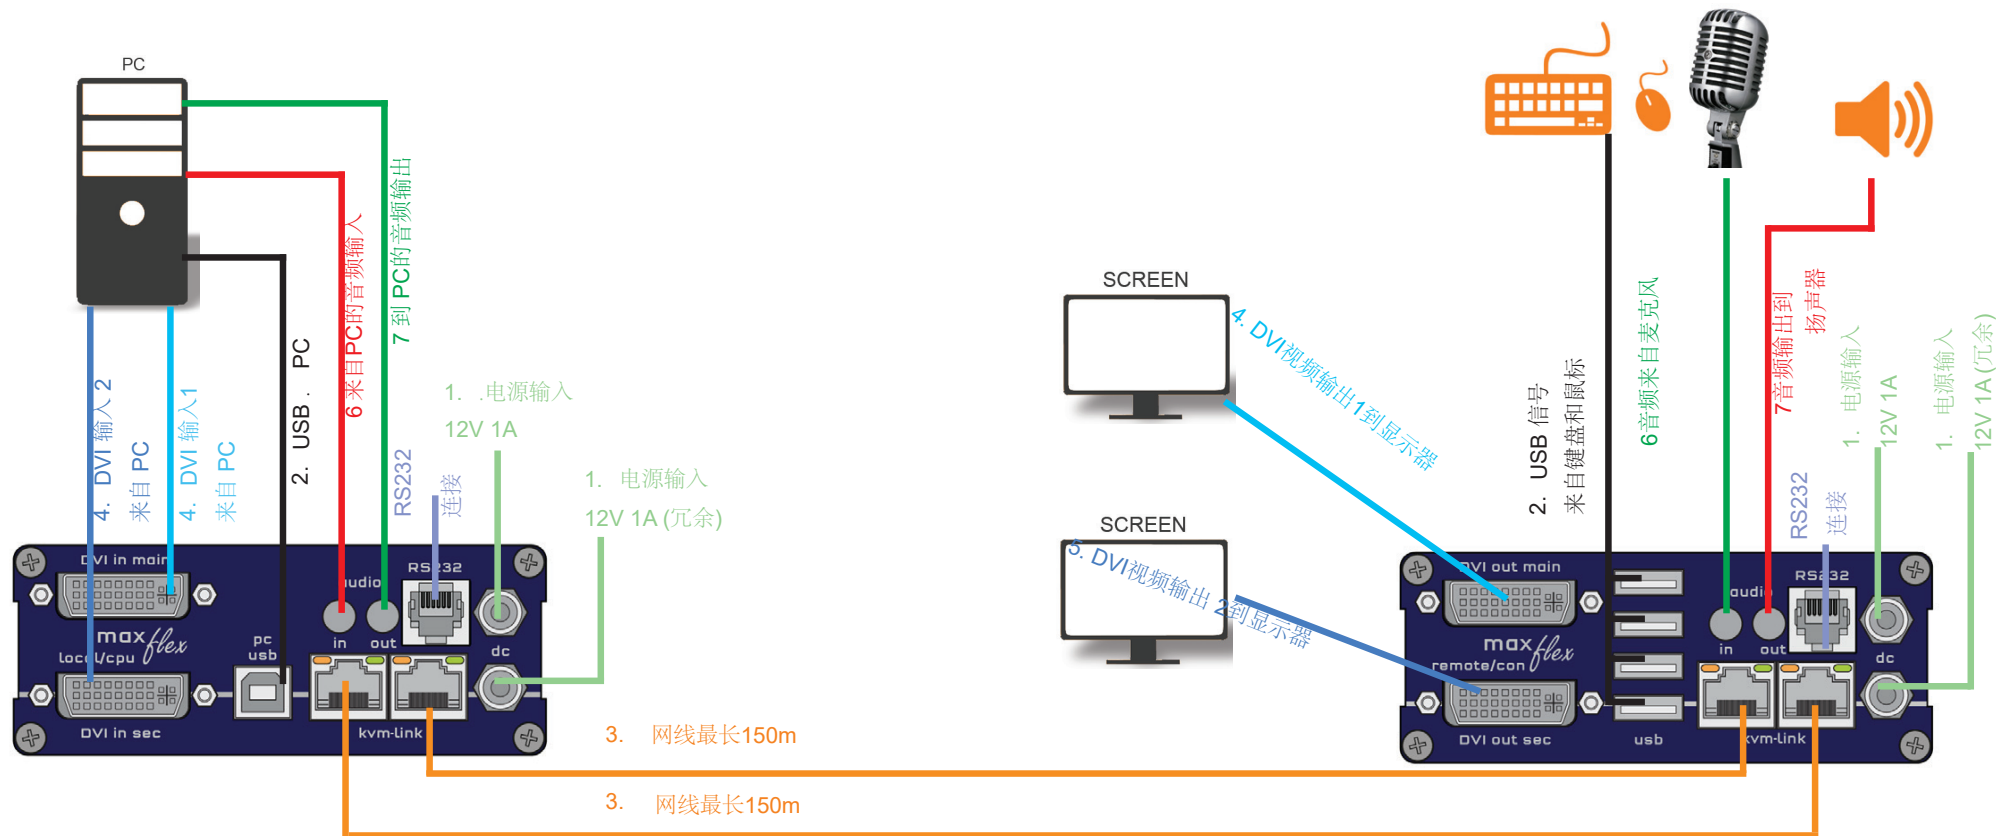 PC
7 到 PC的音频输出
6 来自PC的音频输入
2. USB . PC
4. DVI 输入 2
来自 PC
4. DVI 输入1
来自 PC
RS232
连接
1. .电源输入
12V 1A
1. 电源输入
12V 1A (冗余)
DVI in main
max flex
local/cpu
DVI in sec
pc
usb
audio
in
out
RS232
dc
kvm-link
3. 网线最长150m
3. 网线最长150m
SCREEN
4. DVI视频输出1到显示器
SCREEN
5. DVI视频输出 2到显示器
2. USB 信号
来自键盘和鼠标
6音频来自麦克风
7音频输出到
扬声器
1. 电源输入
12V 1A
1. 电源输入
12V 1A (冗余)
RS232
连接
DVI out main
max flex
remote/con
DVI out sec
usb
audio
in
out
RS232
dc
kvm-link